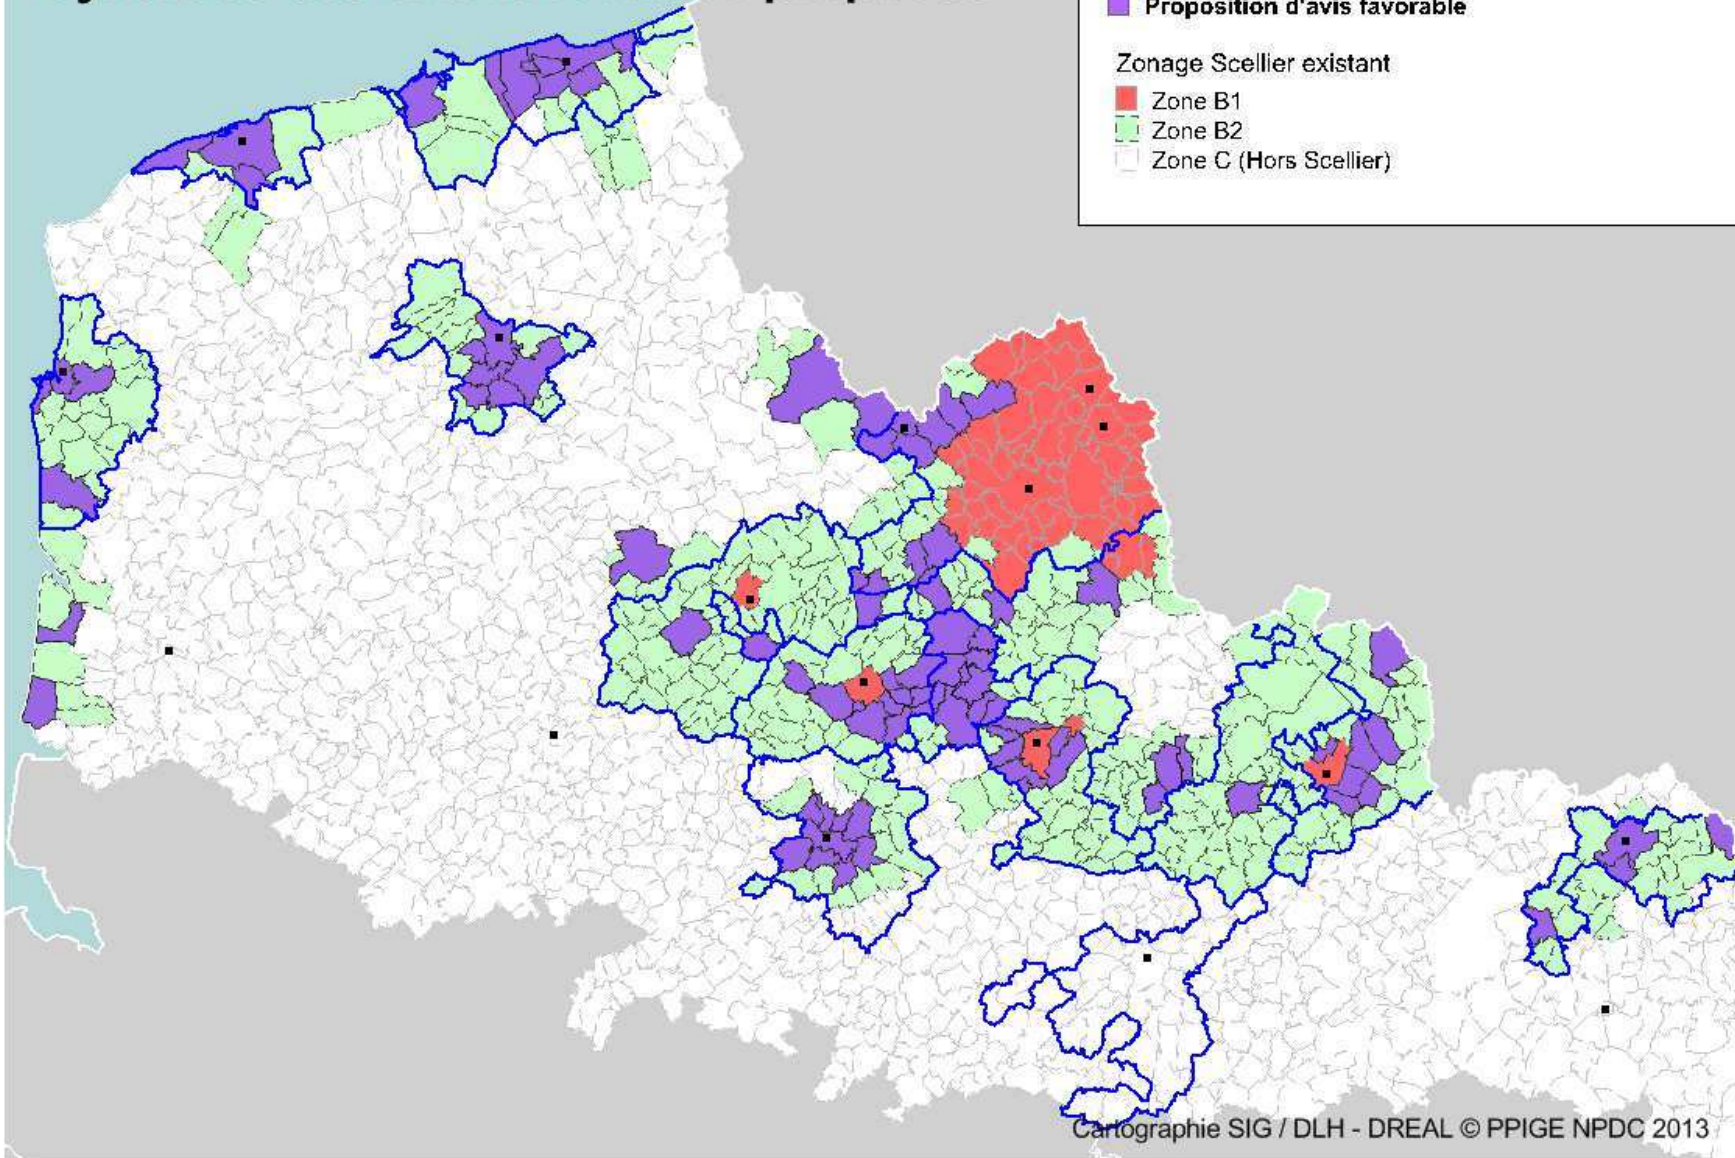 Proposition d'avis favorable
Zonage Scellier existant
Zone B1
Zone B2
Zone C (Hors Scellier)
Cartographie SIG / DLH - DREAL © PPIGE NPDC 2013